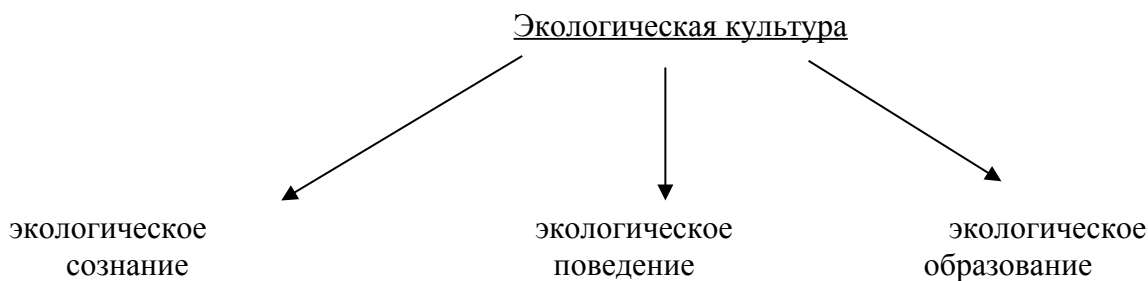 Экологическая культура
экологическое экологическое экологическое
сознание поведение образование